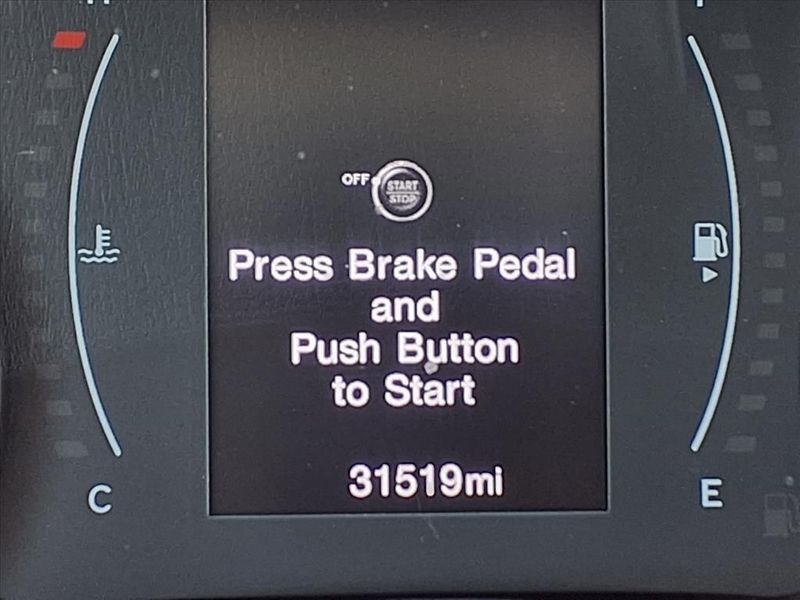 OFF
START
STOP
Press Brake Pedal
and
Push Button
to Start
31519mi
C
E